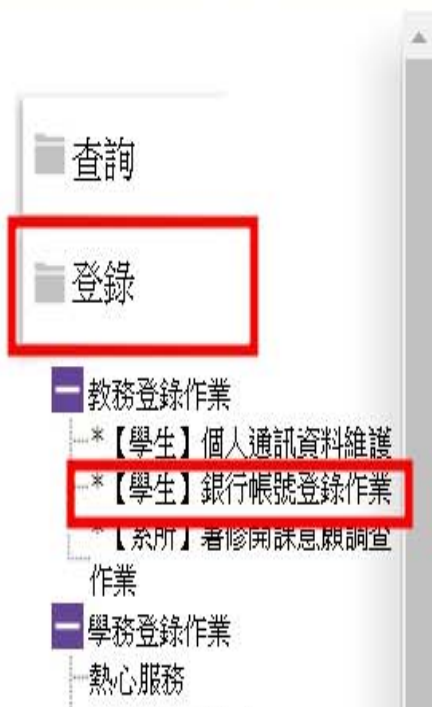 查詢
登錄
教務登錄作業
*【學生】個人通訊資料維護
*【學生】銀行帳號登錄作業
*【系所】暑修開課意願調查
作業
學務登錄作業
熱心服務